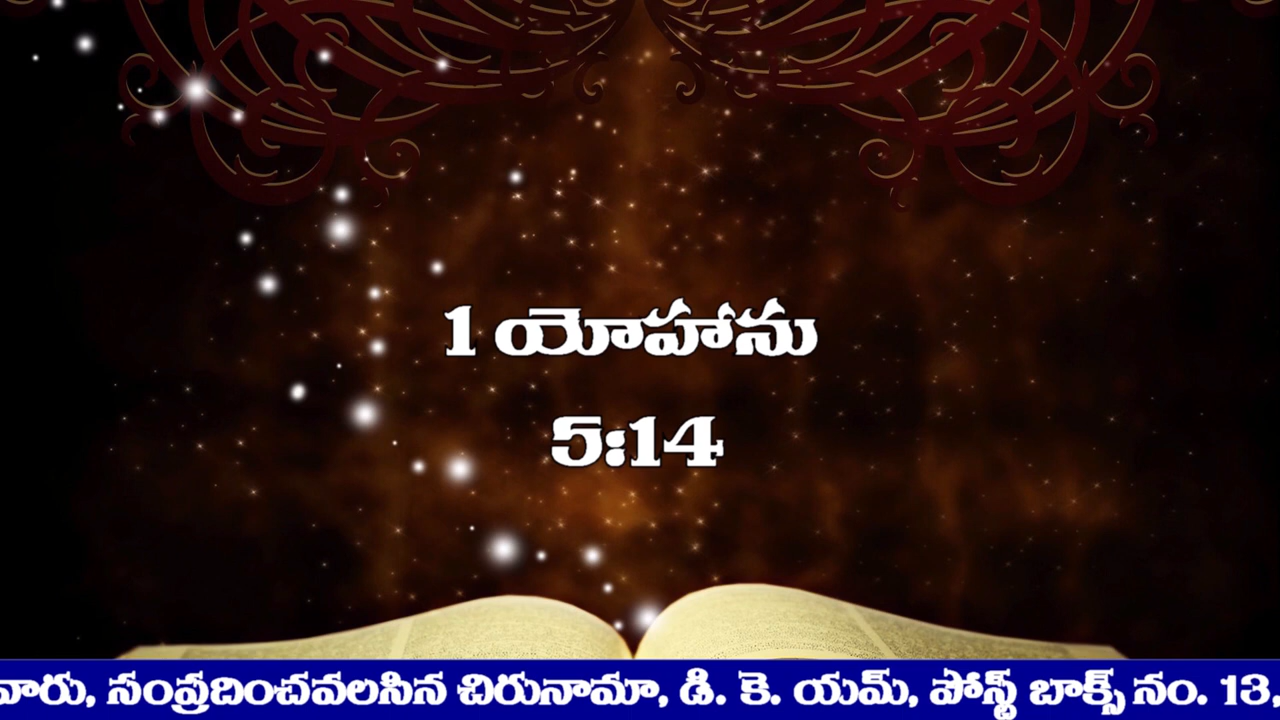 1 యోహాను
5:14
వారు, సంప్రదించవలసిన చిరునామా, డి. కె. యమ్, పోస్ట్ బాక్స్ నం. 13,